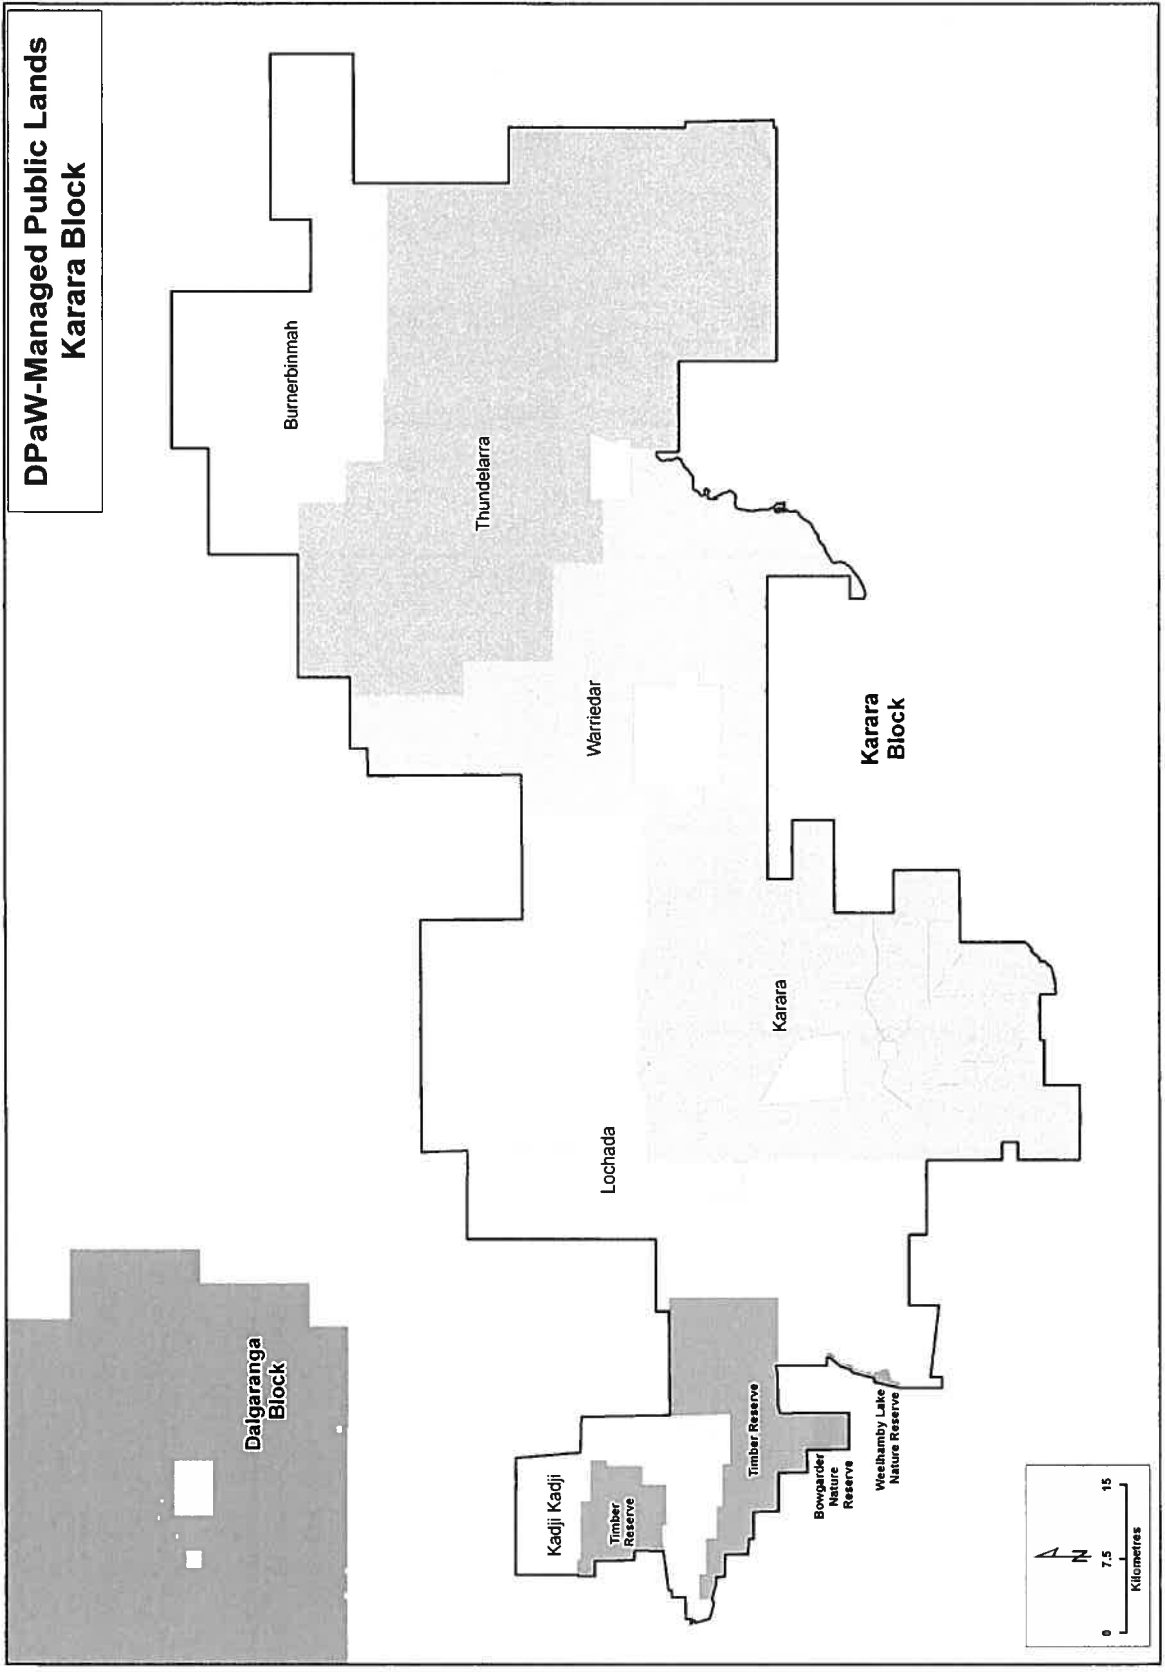 DPaW-Managed Public Lands
Karara Block
Burnerbinmah
Thundelarra
Warriedar
Karara
Block
Karara
Lochada
Dalgaranga
Block
Kadji Kadji
Timber
Reserve
Timber Reserve
Bowgarder
Nature
Reserve
Weelhamby Lake
Nature Reserve
N
0 7.5 15
Kilometres